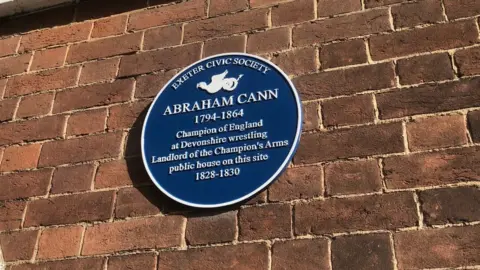 EXETER CIVIC SOCIETY
ABRAHAM CANN
1794-1864
Champion of England
at Devonshire wrestling
Landlord of the Champion's Arms
public house on this site
1828-1830